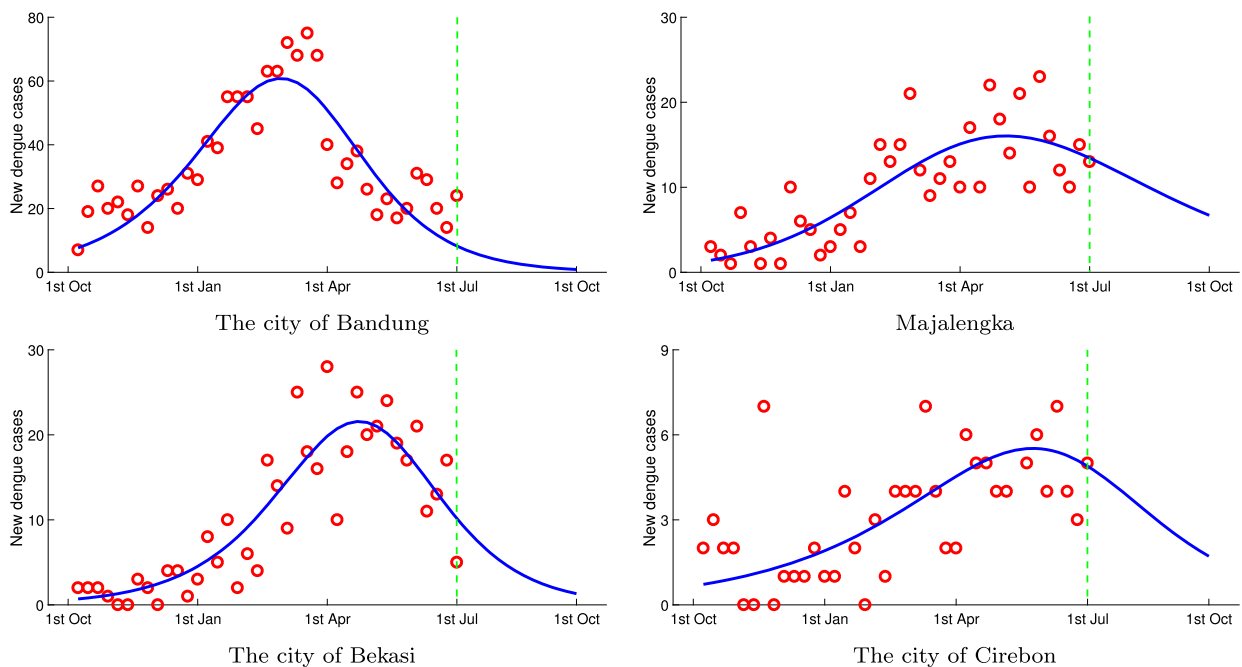 80
60
40
20
0
New dengue cases
1st Oct 1st Jan 1st Apr 1st Jul 1st Oct
The city of Bandung
30
20
10
0
New dengue cases
1st Oct 1st Jan 1st Apr 1st Jul 1st Oct
Majalengka
30
20
10
0
New dengue cases
1st Oct 1st Jan 1st Apr 1st Jul 1st Oct
The city of Bekasi
9
6
3
0
New dengue cases
1st Oct 1st Jan 1st Apr 1st Jul 1st Oct
The city of Cirebon